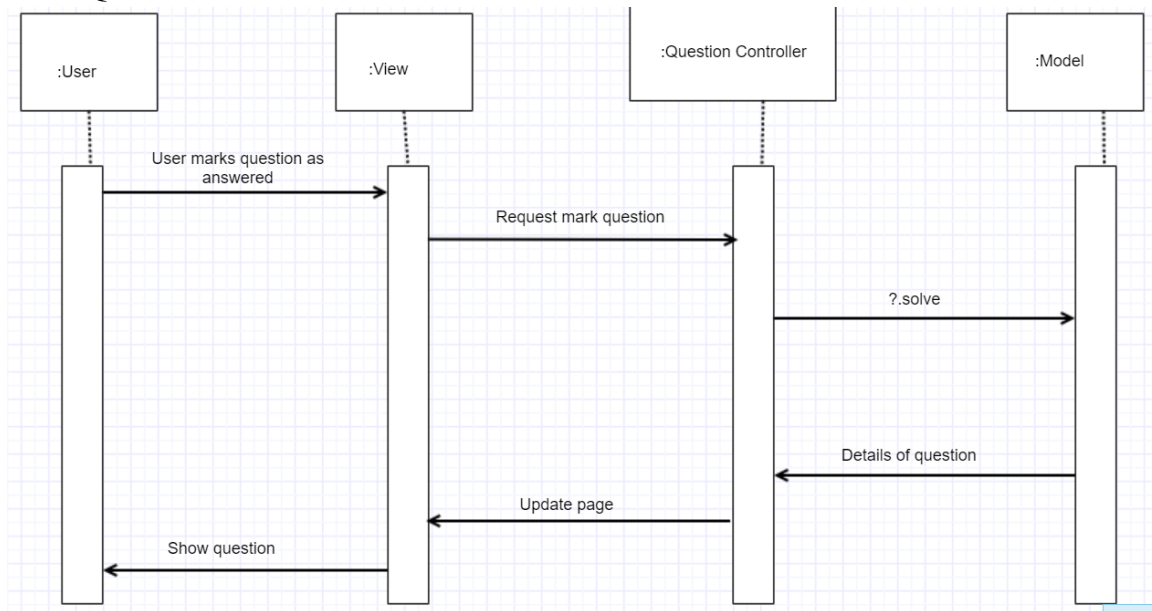 :User
:View
:Question Controller
:Model
User marks question as
answered
Request mark question
?.solve
Details of question
Update page
Show question